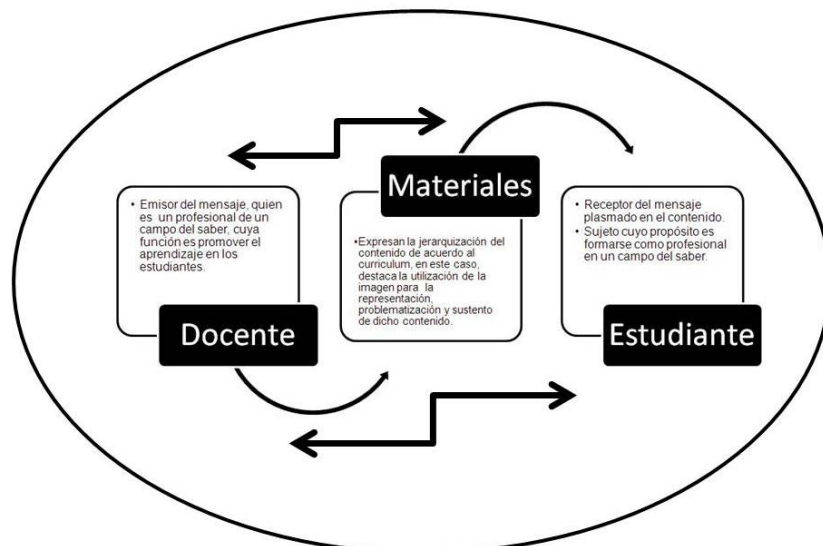 • Emisor del mensaje, quien
es un profesional de un
campo del saber, cuya
función es promover el
aprendizaje en los
estudiantes.
Docente
Materiales
•Expresan la jerarquización del
contenido de acuerdo al
curriculum, en este caso,
destaca la utilización de la
imagen para la
representación,
problematización y sustento
de dicho contenido.
• Receptor del mensaje
plasmado en el contenido.
• Sujeto cuyo propósito es
formarse como profesional
en un campo del saber.
Estudiante